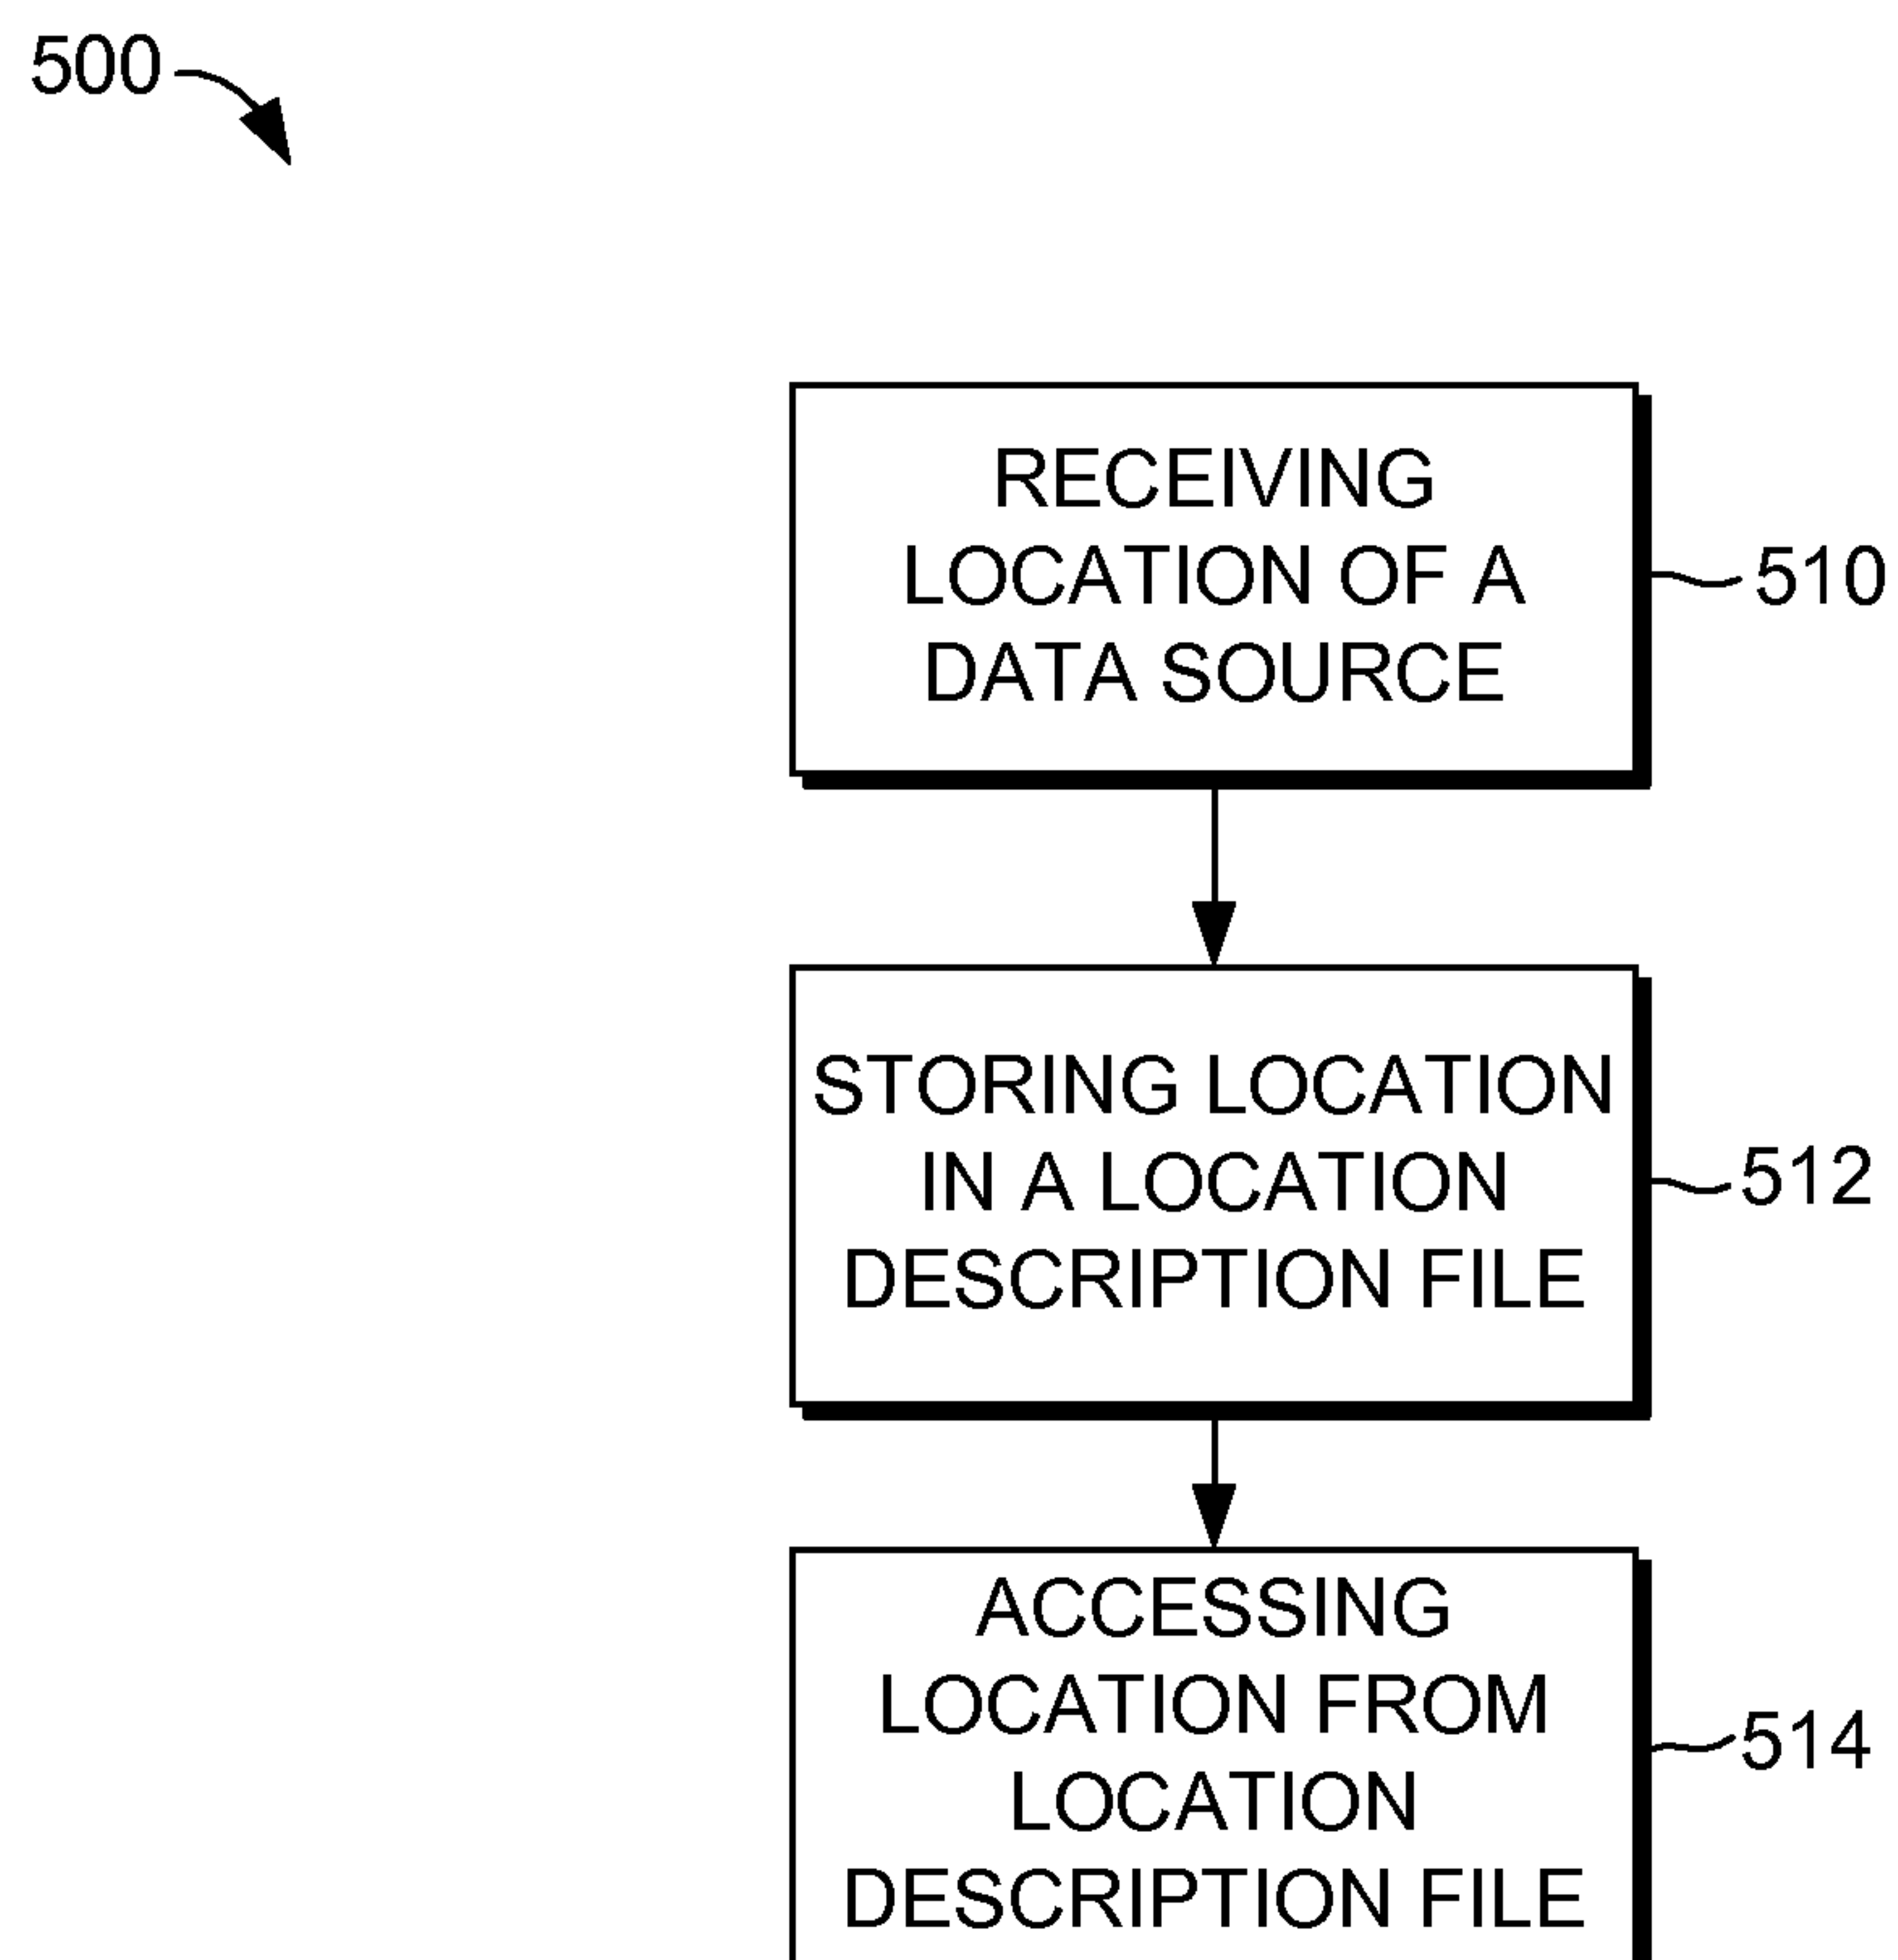 500
RECEIVING
LOCATION OF A
DATA SOURCE
510
STORING LOCATION
IN A LOCATION
DESCRIPTION FILE
512
ACCESSING
LOCATION FROM
LOCATION
DESCRIPTION FILE
514